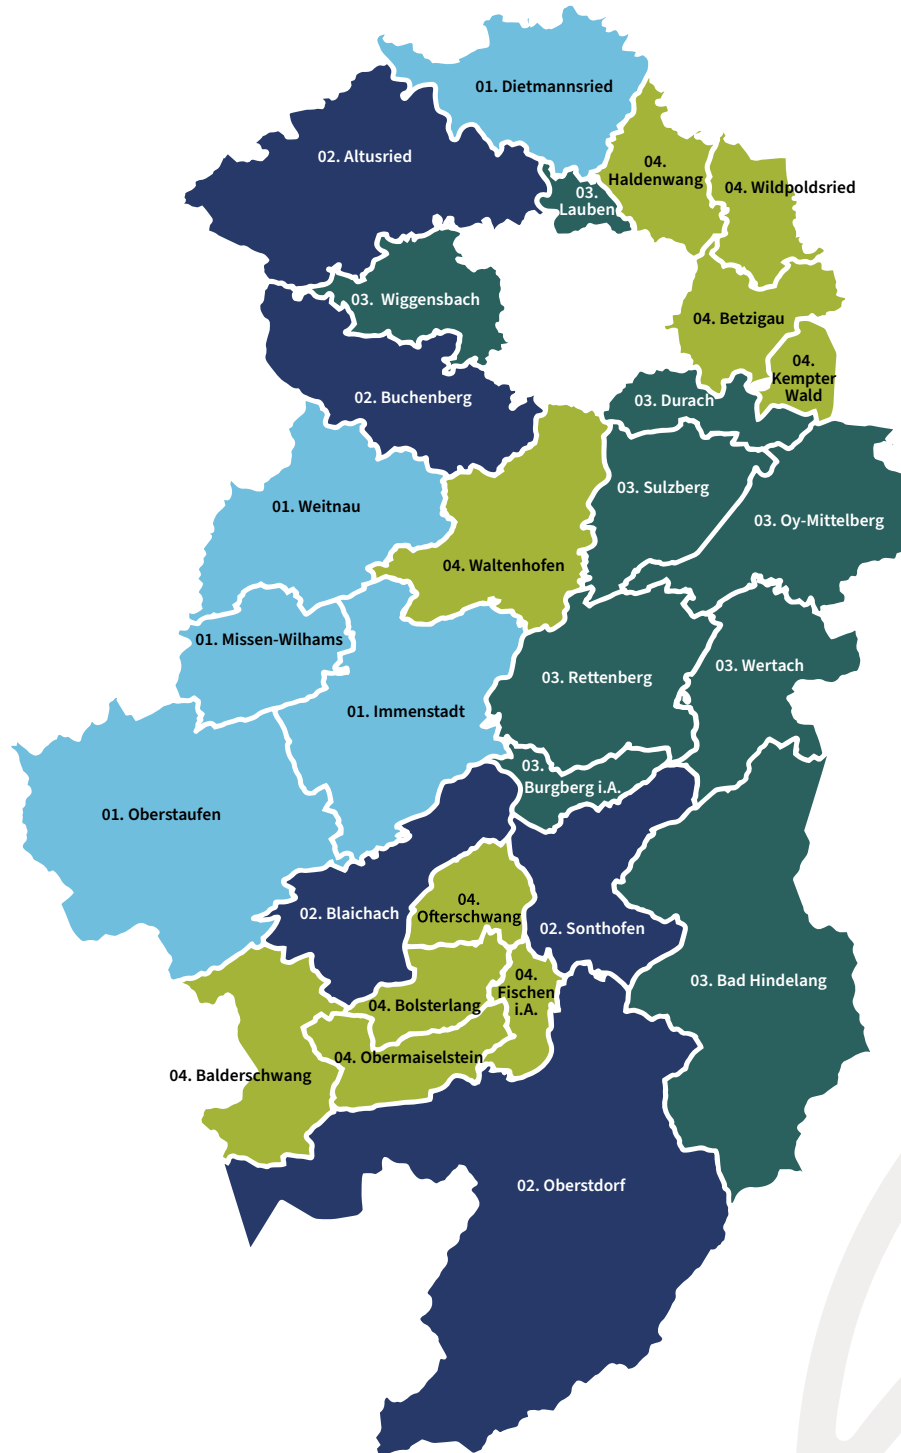 01. Dietmannsried
02. Altusried
04.
Haldenwang
04. Wildpoldsried
03.
Lauben
03. Wiggensbach
04. Betzigau
04.
Kempter
Wald
02. Buchenberg
03. Durach
03. Sulzberg
01. Weitnau
03. Oy-Mittelberg
04. Waltenhofen
01. Missen-Wilhams
03. Wertach
03. Rettenberg
01. Immenstadt
03.
Burgberg i.A.
01. Oberstaufen
04.
Ofterschwang
02. Blaichach
02. Sonthofen
04.
Fischen
i.A.
03. Bad Hindelang
04. Bolsterlang
04. Obermaiselstein
04. Balderschwang
02. Oberstdorf